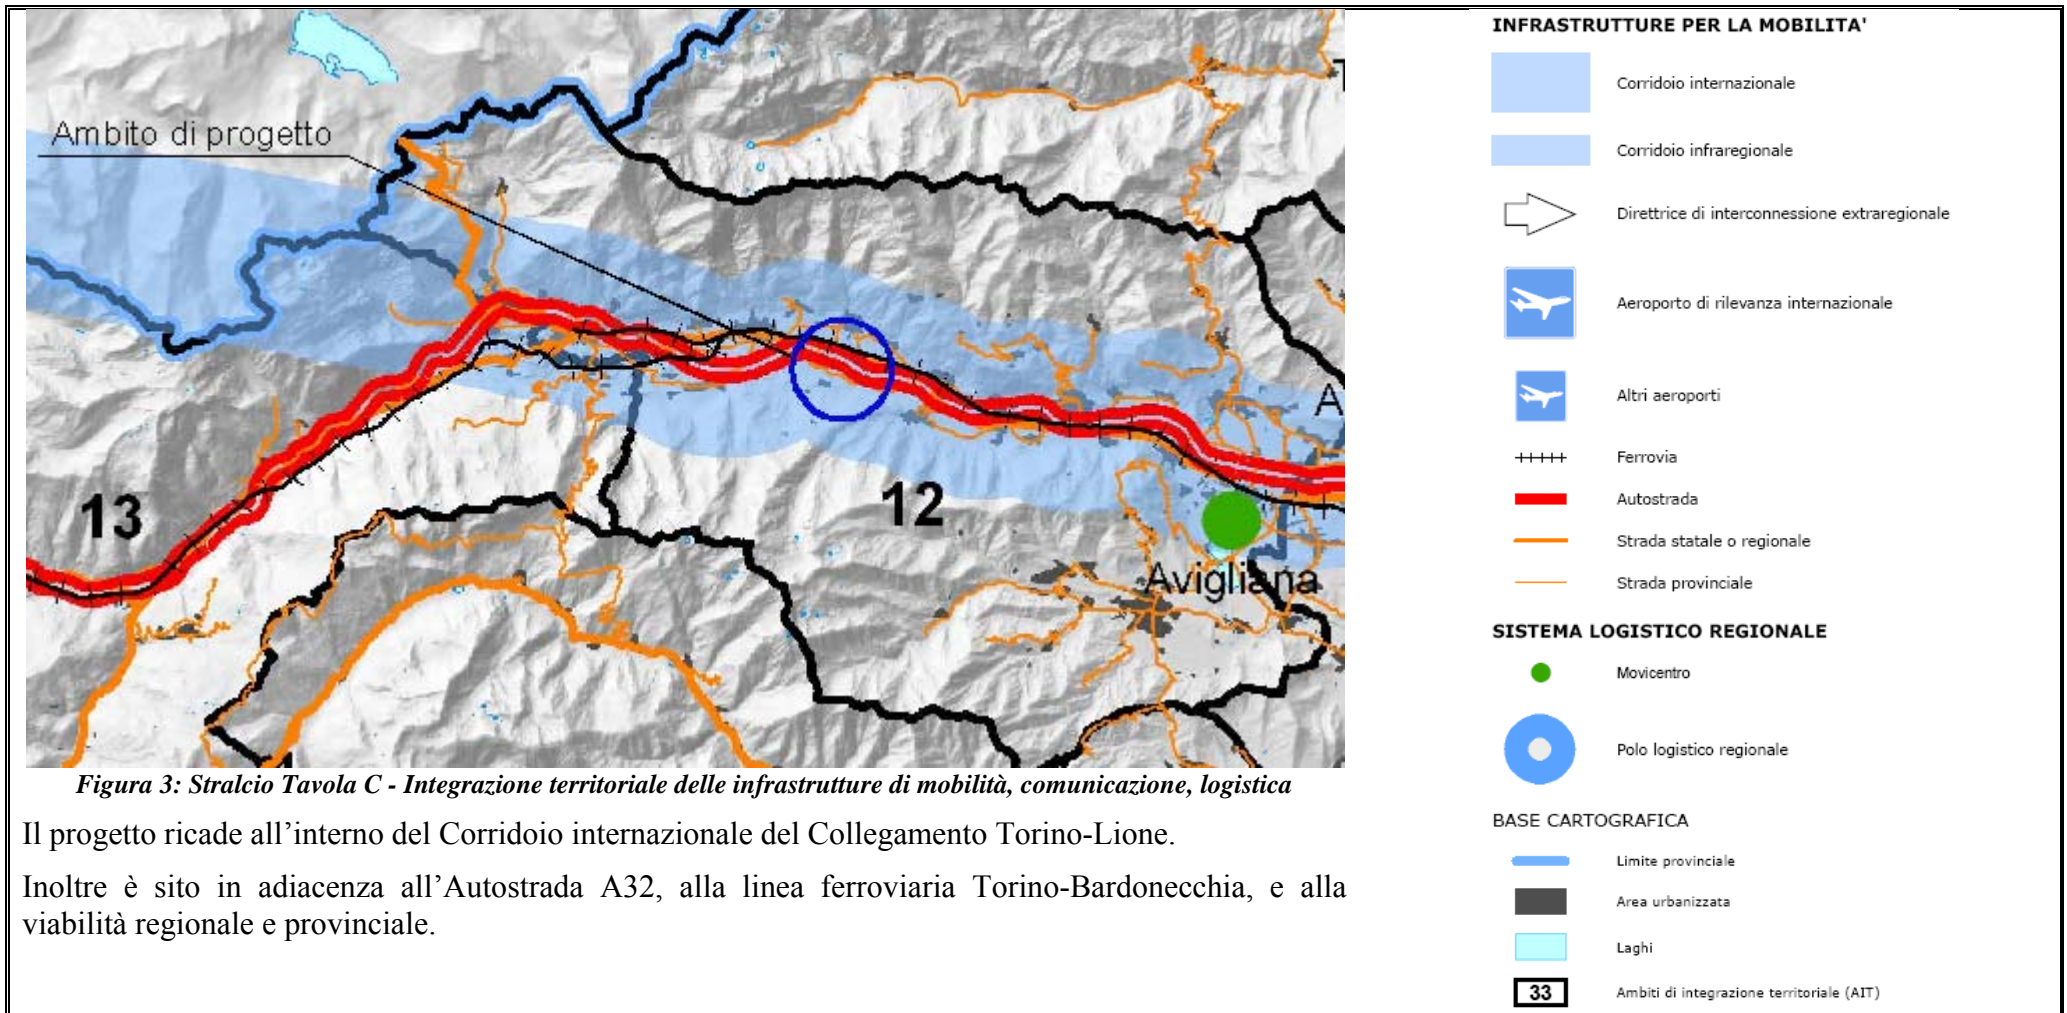 Ambito di progetto
13
12
A
Avigliana
Figura 3: Stralcio Tavola C - Integrazione territoriale delle infrastrutture di mobilità, comunicazione, logistica
Il progetto ricade all’interno del Corridoio internazionale del Collegamento Torino-Lione.
Inoltre è sito in adiacenza all’Autostrada A32, alla linea ferroviaria Torino-Bardonecchia, e alla
viabilità regionale e provinciale.
INFRASTRUTTURE PER LA MOBILITA'
Corridoio internazionale
Corridoio infraregionale
Direttrice di interconnessione extraregionale
Aeroporto di rilevanza internazionale
Altri aeroporti
Ferrovia
Autostrada
Strada statale o regionale
Strada provinciale
SISTEMA LOGISTICO REGIONALE
Movicentro
Polo logistico regionale
BASE CARTOGRAFICA
Limite provinciale
Area urbanizzata
Laghi
33
Ambiti di integrazione territoriale (AIT)